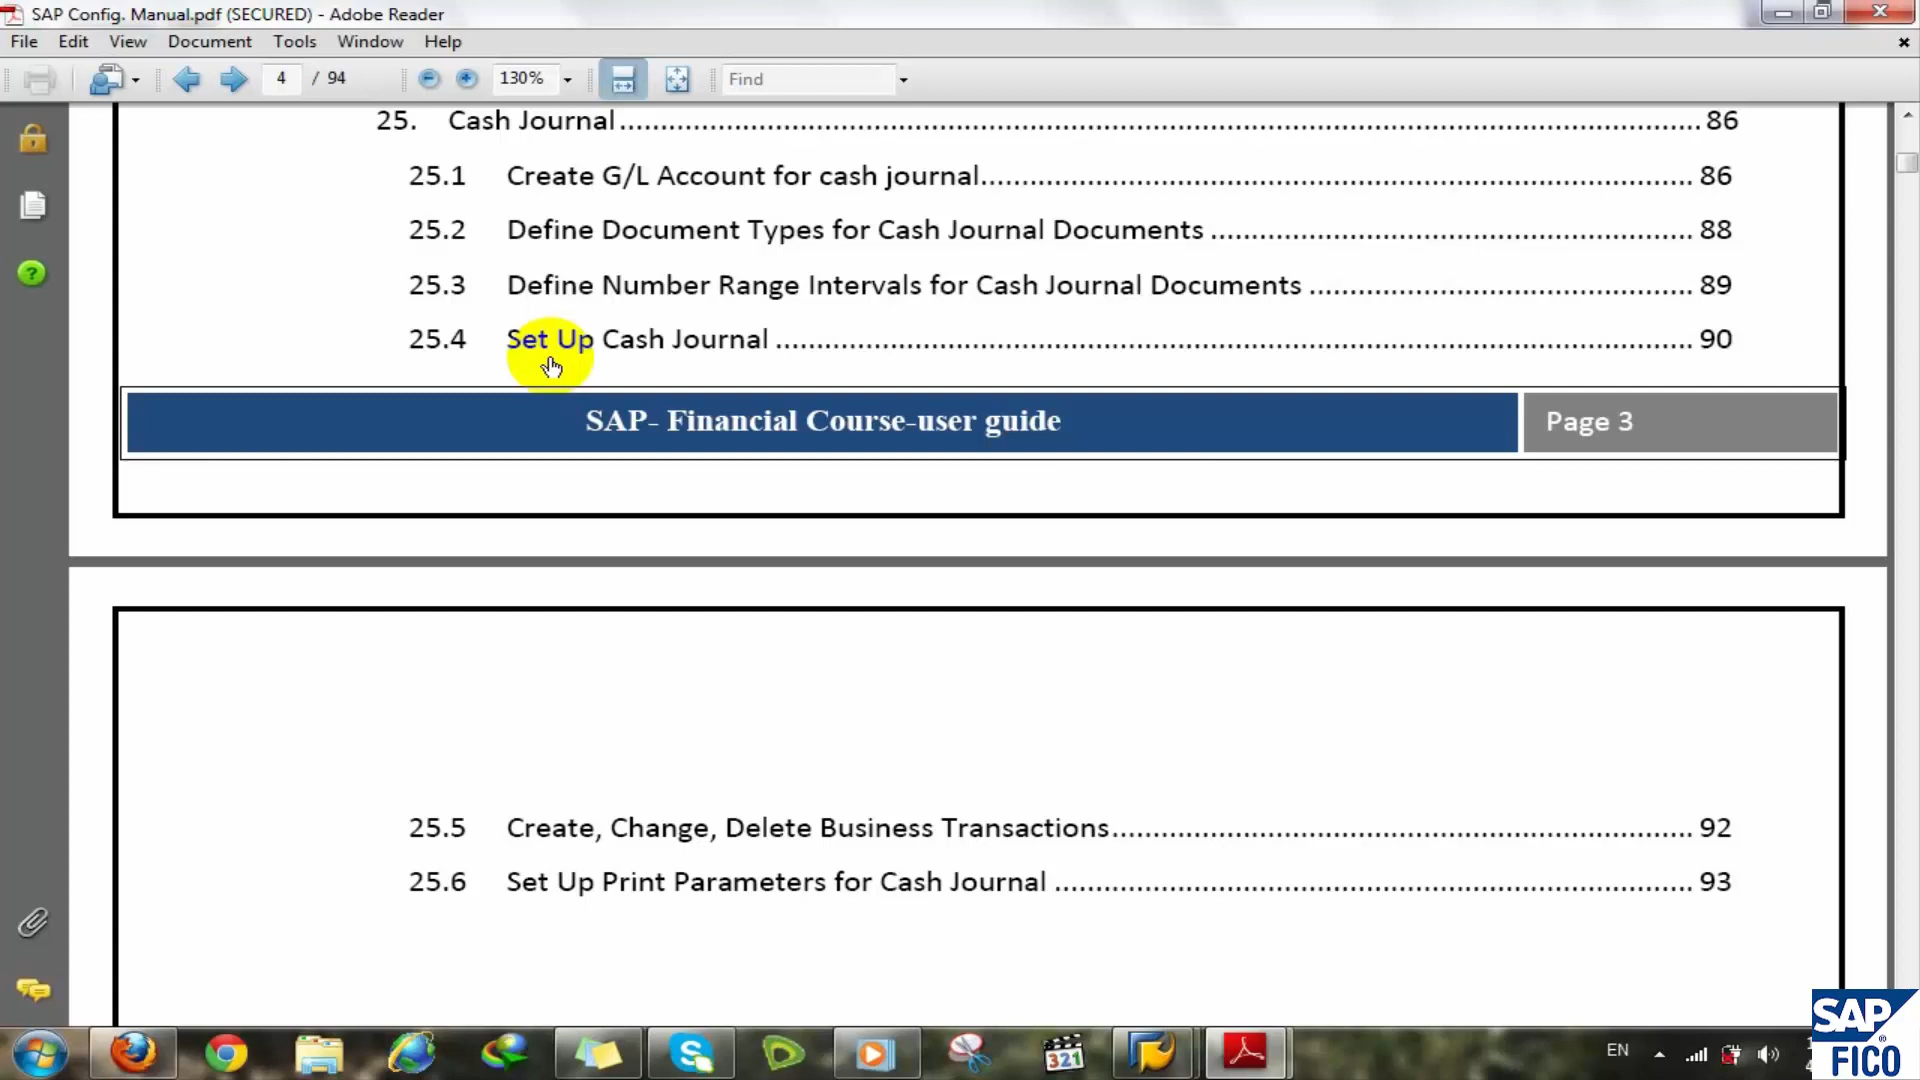 SAP Config. Manual.pdf (SECURED) - Adobe Reader
File Edit View Document Tools Window Help
4 / 94 130% Find
25. Cash Journal........................................................................................................ 86
25.1 Create G/L Account for cash journal........................................................................................ 86
25.2 Define Document Types for Cash Journal Documents ........................................................... 88
25.3 Define Number Range Intervals for Cash Journal Documents ............................................... 89
25.4 Set Up Cash Journal ................................................................................................................ 90
SAP- Financial Course-user guide Page 3
25.5 Create, Change, Delete Business Transactions....................................................................... 92
25.6 Set Up Print Parameters for Cash Journal .............................................................................. 93
321
EN
SAP
®
FICO